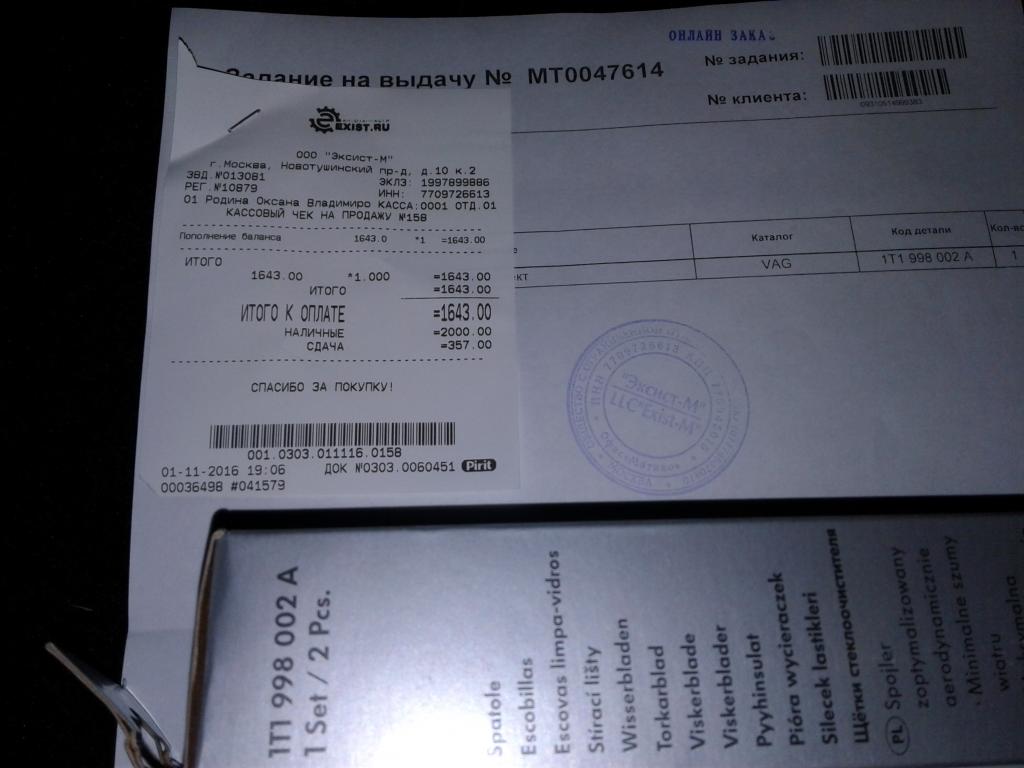 ОНЛАЙН ЗАКАЗ
Задание на выдачу № МТ0047614
№ задания:
№ клиента:
EXIST.RU
ООО "Эксист-М"
г.Москва, Новотушинский пр-д, д.10 к.2
ЗВД.№013081 ЭКЛЗ: 1997899886
РЕГ.№10879 ИНН: 7709726613
01 Родина Оксана Владимиро КАССА:0001 ОТД.01
КАССОВЫЙ ЧЕК НА ПРОДАЖУ №158
Пополнение баланса 1643.0 *1 =1643.00
ИТОГО
1643.00 *1.000 =1643.00
ИТОГО =1643.00
ИТОГО К ОПЛАТЕ =1643.00
НАЛИЧНЫЕ =2000.00
СДАЧА =357.00
СПАСИБО ЗА ПОКУПКУ!
001.0303.011116.0158
01-11-2016 19:06 ДОК №0303.0060451 Pirit
00036498 #041579
Каталог Код детали Кол-во
VAG 1T1 998 002 A 1
"Эксист-М"
LLC "Exist-M"
ИНН 7709726613
1T1 998 002 A
1 Set / 2 Pcs.
Spatole
Escobillas
Escovas limpa-vidros
Stírací lišty
Wisserbladen
Torkarblad
Viskerblade
Viskerblader
Pyyhinsulat
Pióra wycieraczek
Silecek lastikleri
Щётки стеклоочистителя
PL Spojler
zoptymalizowany
aerodynamicznie
. Minimalne szumy
wiatru